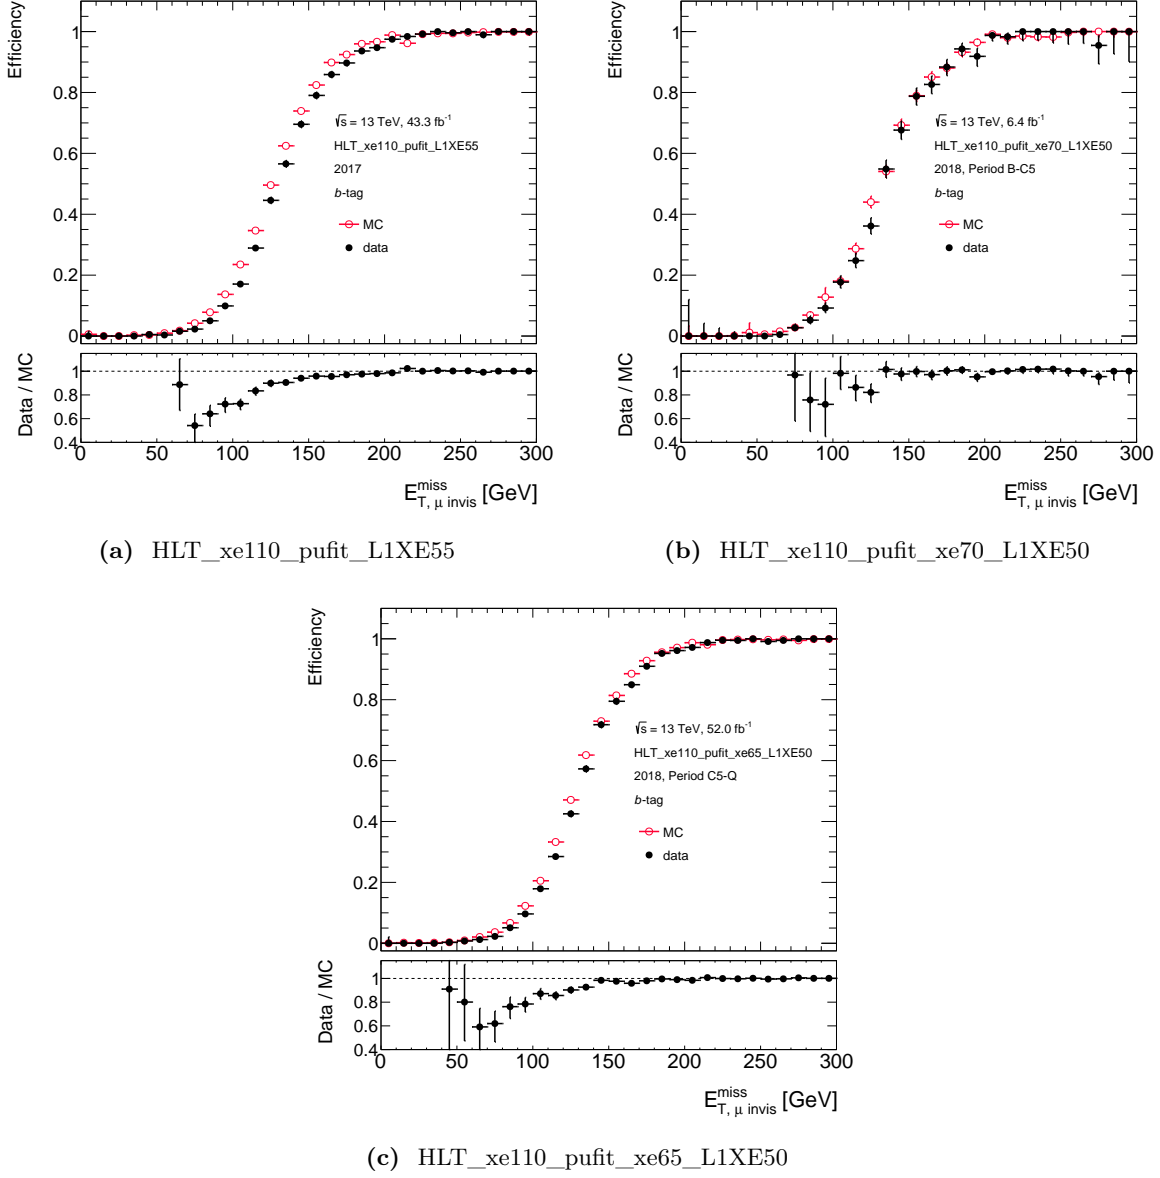 Efficiency
1
0.8
0.6
0.4
0.2
0
√s = 13 TeV, 43.3 fb⁻¹
HLT_xe110_pufit_L1XE55
2017
b-tag
MC
data
Data / MC
1
0.8
0.6
0.4
0 50 100 150 200 250 300
E_{T, μ invis}^{miss} [GeV]
(a) HLT_xe110_pufit_L1XE55
Efficiency
1
0.8
0.6
0.4
0.2
0
√s = 13 TeV, 6.4 fb⁻¹
HLT_xe110_pufit_xe70_L1XE50
2018, Period B-C5
b-tag
MC
data
Data / MC
1
0.8
0.6
0.4
0 50 100 150 200 250 300
E_{T, μ invis}^{miss} [GeV]
(b) HLT_xe110_pufit_xe70_L1XE50
Efficiency
1
0.8
0.6
0.4
0.2
0
√s = 13 TeV, 52.0 fb⁻¹
HLT_xe110_pufit_xe65_L1XE50
2018, Period C5-Q
b-tag
MC
data
Data / MC
1
0.8
0.6
0.4
0 50 100 150 200 250 300
E_{T, μ invis}^{miss} [GeV]
(c) HLT_xe110_pufit_xe65_L1XE50